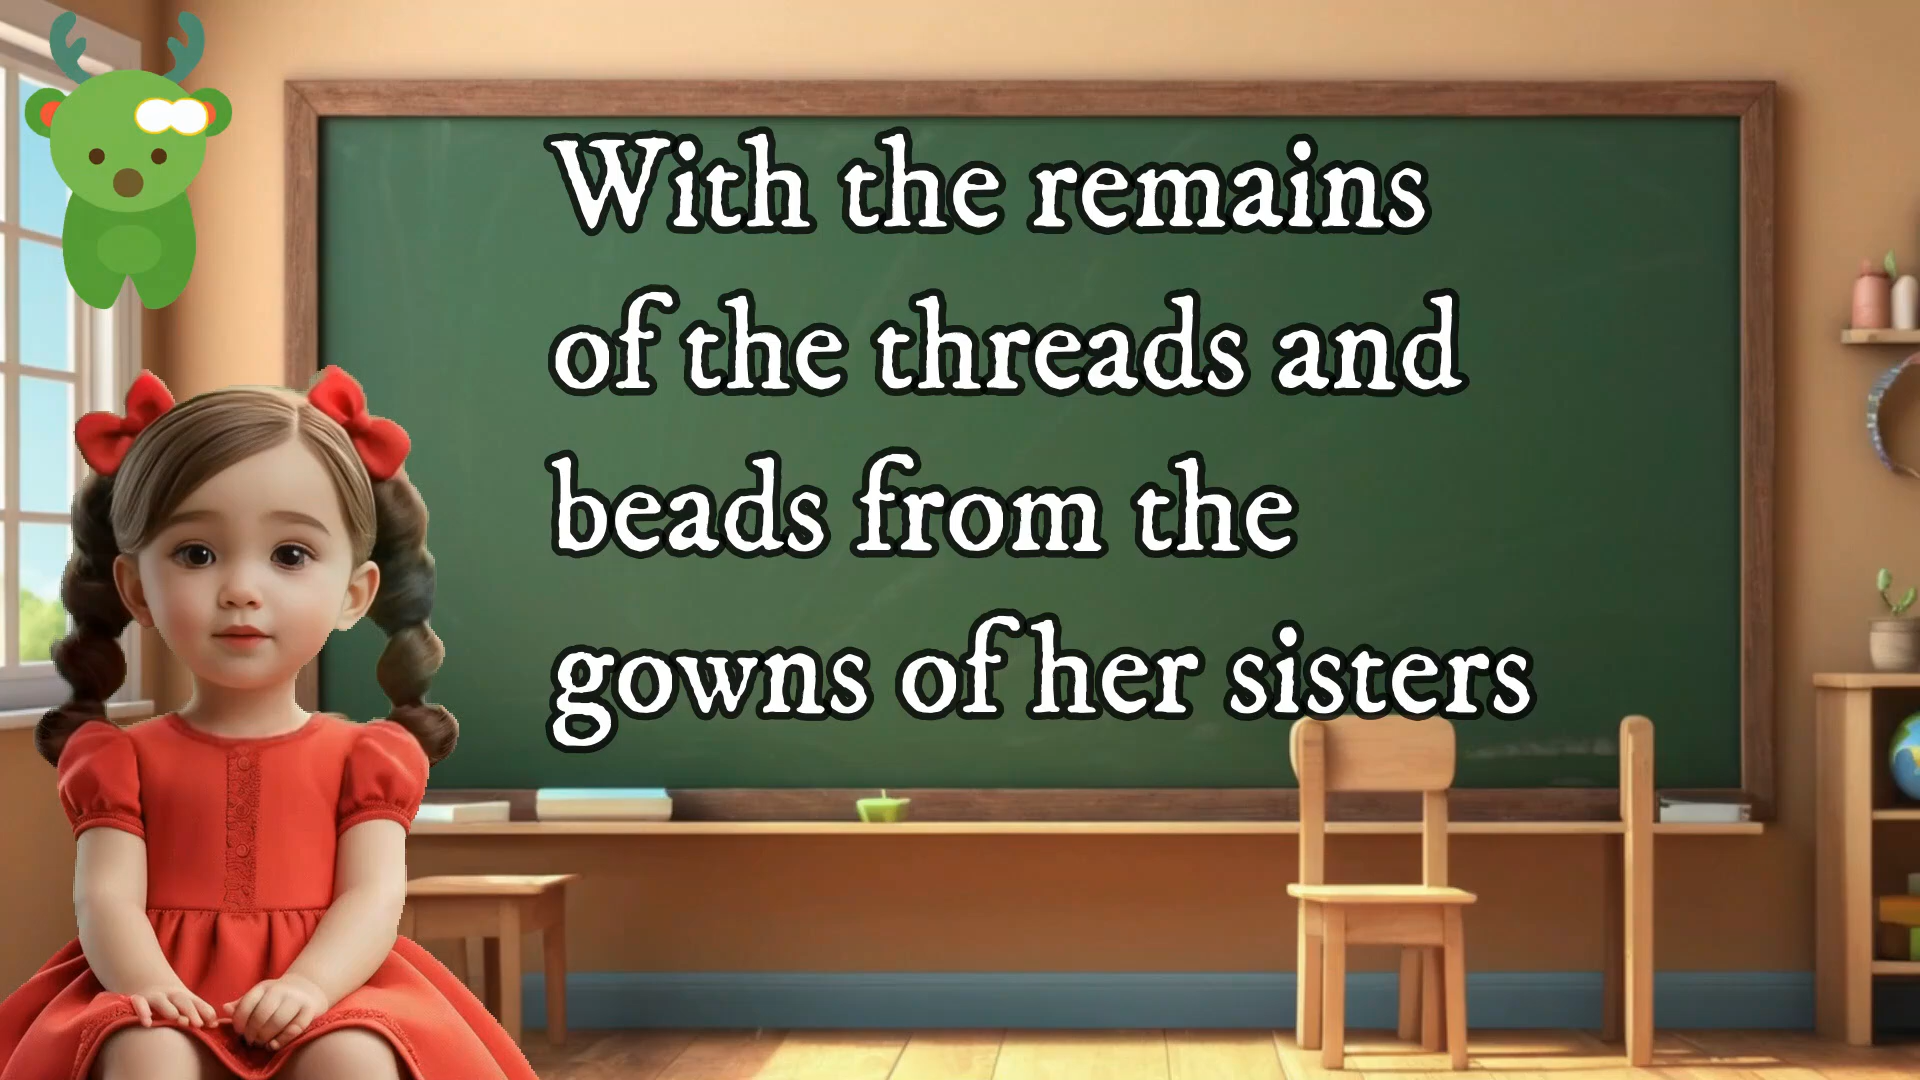 With the remains
of the threads and
beads from the
gowns of her sisters